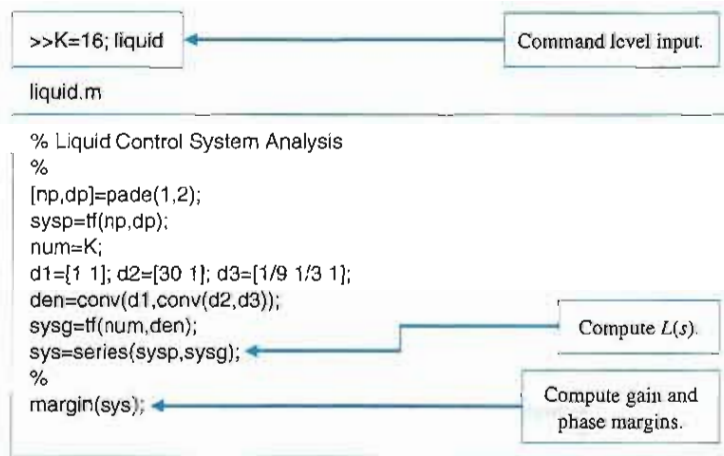 >>K=16; liquid
Command level input.
liquid.m
% Liquid Control System Analysis
%
[np,dp]=pade(1,2);
sysp=tf(np,dp);
num=K;
d1=[1 1]; d2=[30 1]; d3=[1/9 1/3 1];
den=conv(d1,conv(d2,d3));
sysg=tf(num,den);
sys=series(sysp,sysg);
Compute L(s).
%
margin(sys);
Compute gain and
phase margins.